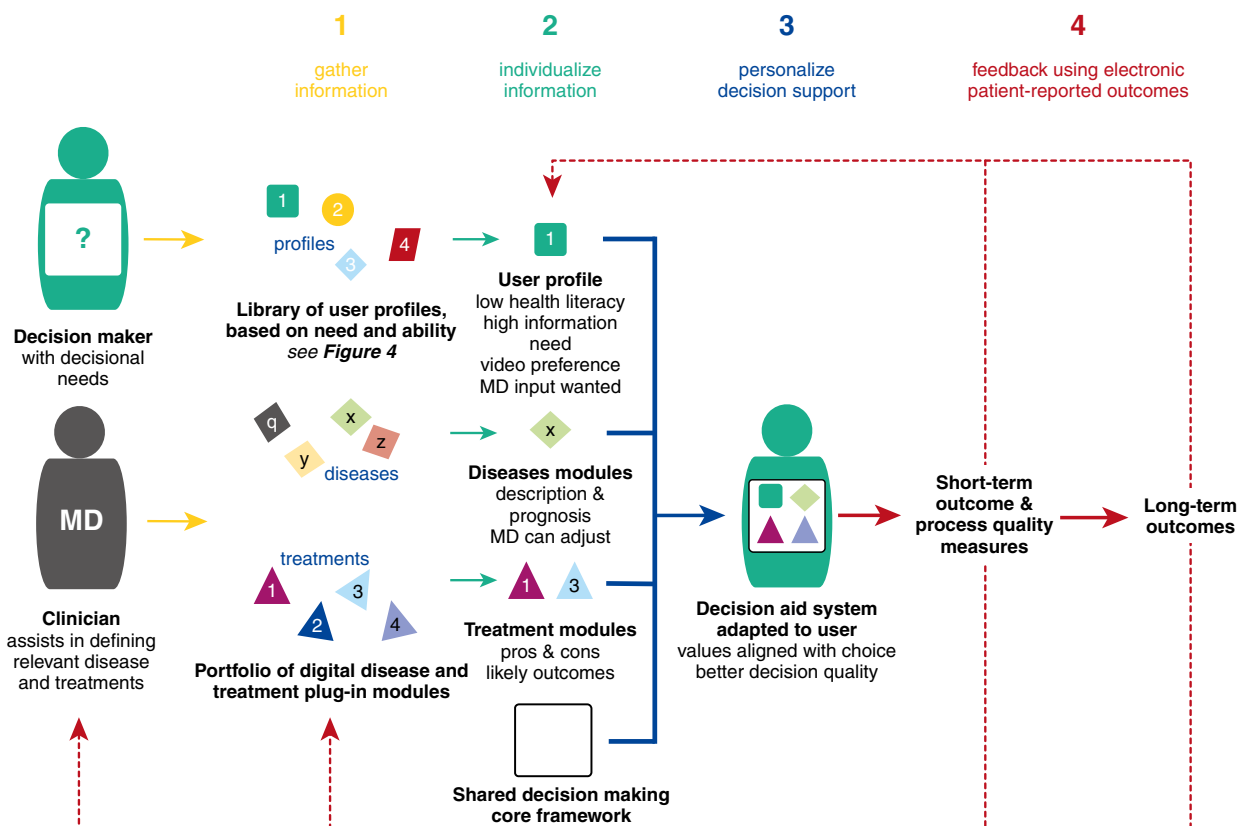 1
gather
information
2
individualize
information
3
personalize
decision support
4
feedback using electronic
patient-reported outcomes
?
Decision maker
with decisional
needs
1
2
profiles
3
4
Library of user profiles,
based on need and ability
see Figure 4
1
User profile
low health literacy
high information
need
video preference
MD input wanted
MD
Clinician
assists in defining
relevant disease
and treatments
q
x
y
z
diseases
treatments
1
2
3
4
Portfolio of digital disease and
treatment plug-in modules
x
Diseases modules
description &
prognosis
MD can adjust
1
3
Treatment modules
pros & cons
likely outcomes
Shared decision making
core framework
Decision aid system
adapted to user
values aligned with choice
better decision quality
Short-term
outcome &
process quality
measures
Long-term
outcomes